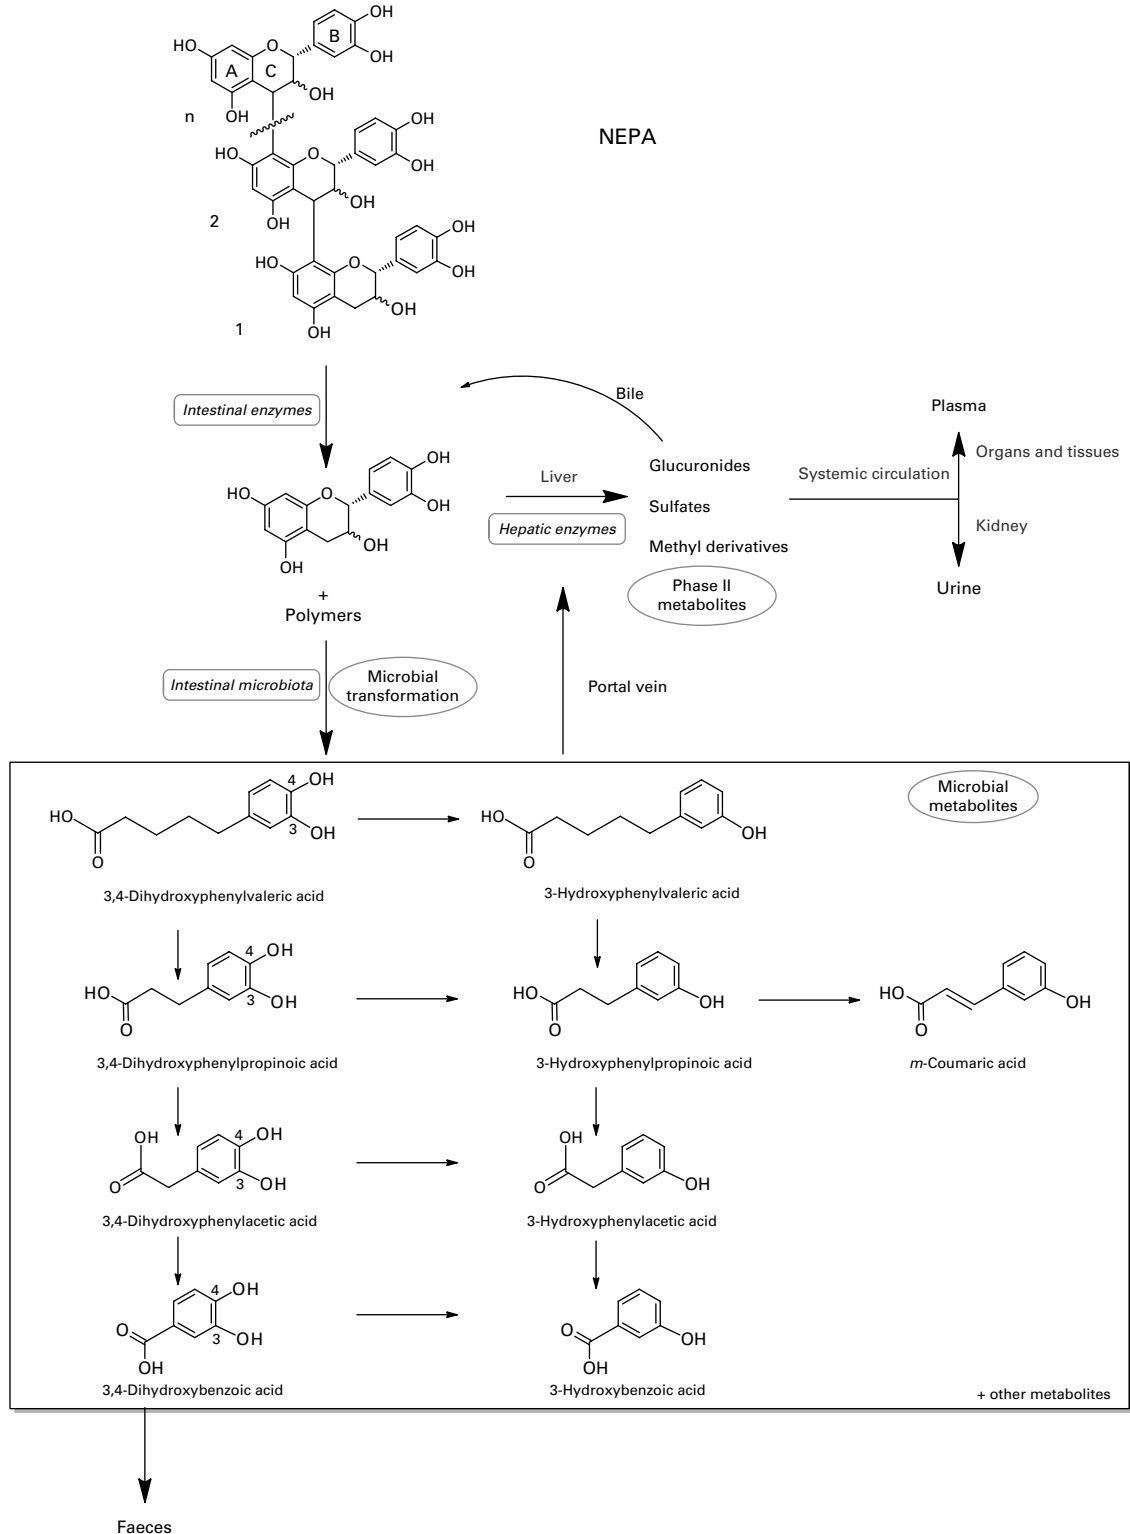 OH
B
OH
HO
O
A
C
OH
OH
n
NEPA
OH
OH
HO
O
OH
OH
2
OH
OH
HO
O
OH
OH
1
Intestinal enzymes
Bile
Plasma
Organs and tissues
OH
OH
HO
O
OH
OH
Liver
Hepatic enzymes
Glucuronides
Sulfates
Methyl derivatives
Systemic circulation
Kidney
Urine
Phase II
metabolites
+
Polymers
Intestinal microbiota
Microbial
transformation
Portal vein
Microbial
metabolites
4 OH
HO
3 OH
O
3,4-Dihydroxyphenylvaleric acid
HO
OH
O
3-Hydroxyphenylvaleric acid
4 OH
HO
3 OH
O
3,4-Dihydroxyphenylpropinoic acid
HO
OH
O
3-Hydroxyphenylpropinoic acid
HO
OH
O
m-Coumaric acid
OH
4 OH
O
3 OH
3,4-Dihydroxyphenylacetic acid
OH
O
OH
3-Hydroxyphenylacetic acid
4 OH
O
3 OH
OH
3,4-Dihydroxybenzoic acid
O
OH
OH
3-Hydroxybenzoic acid
+ other metabolites
Faeces